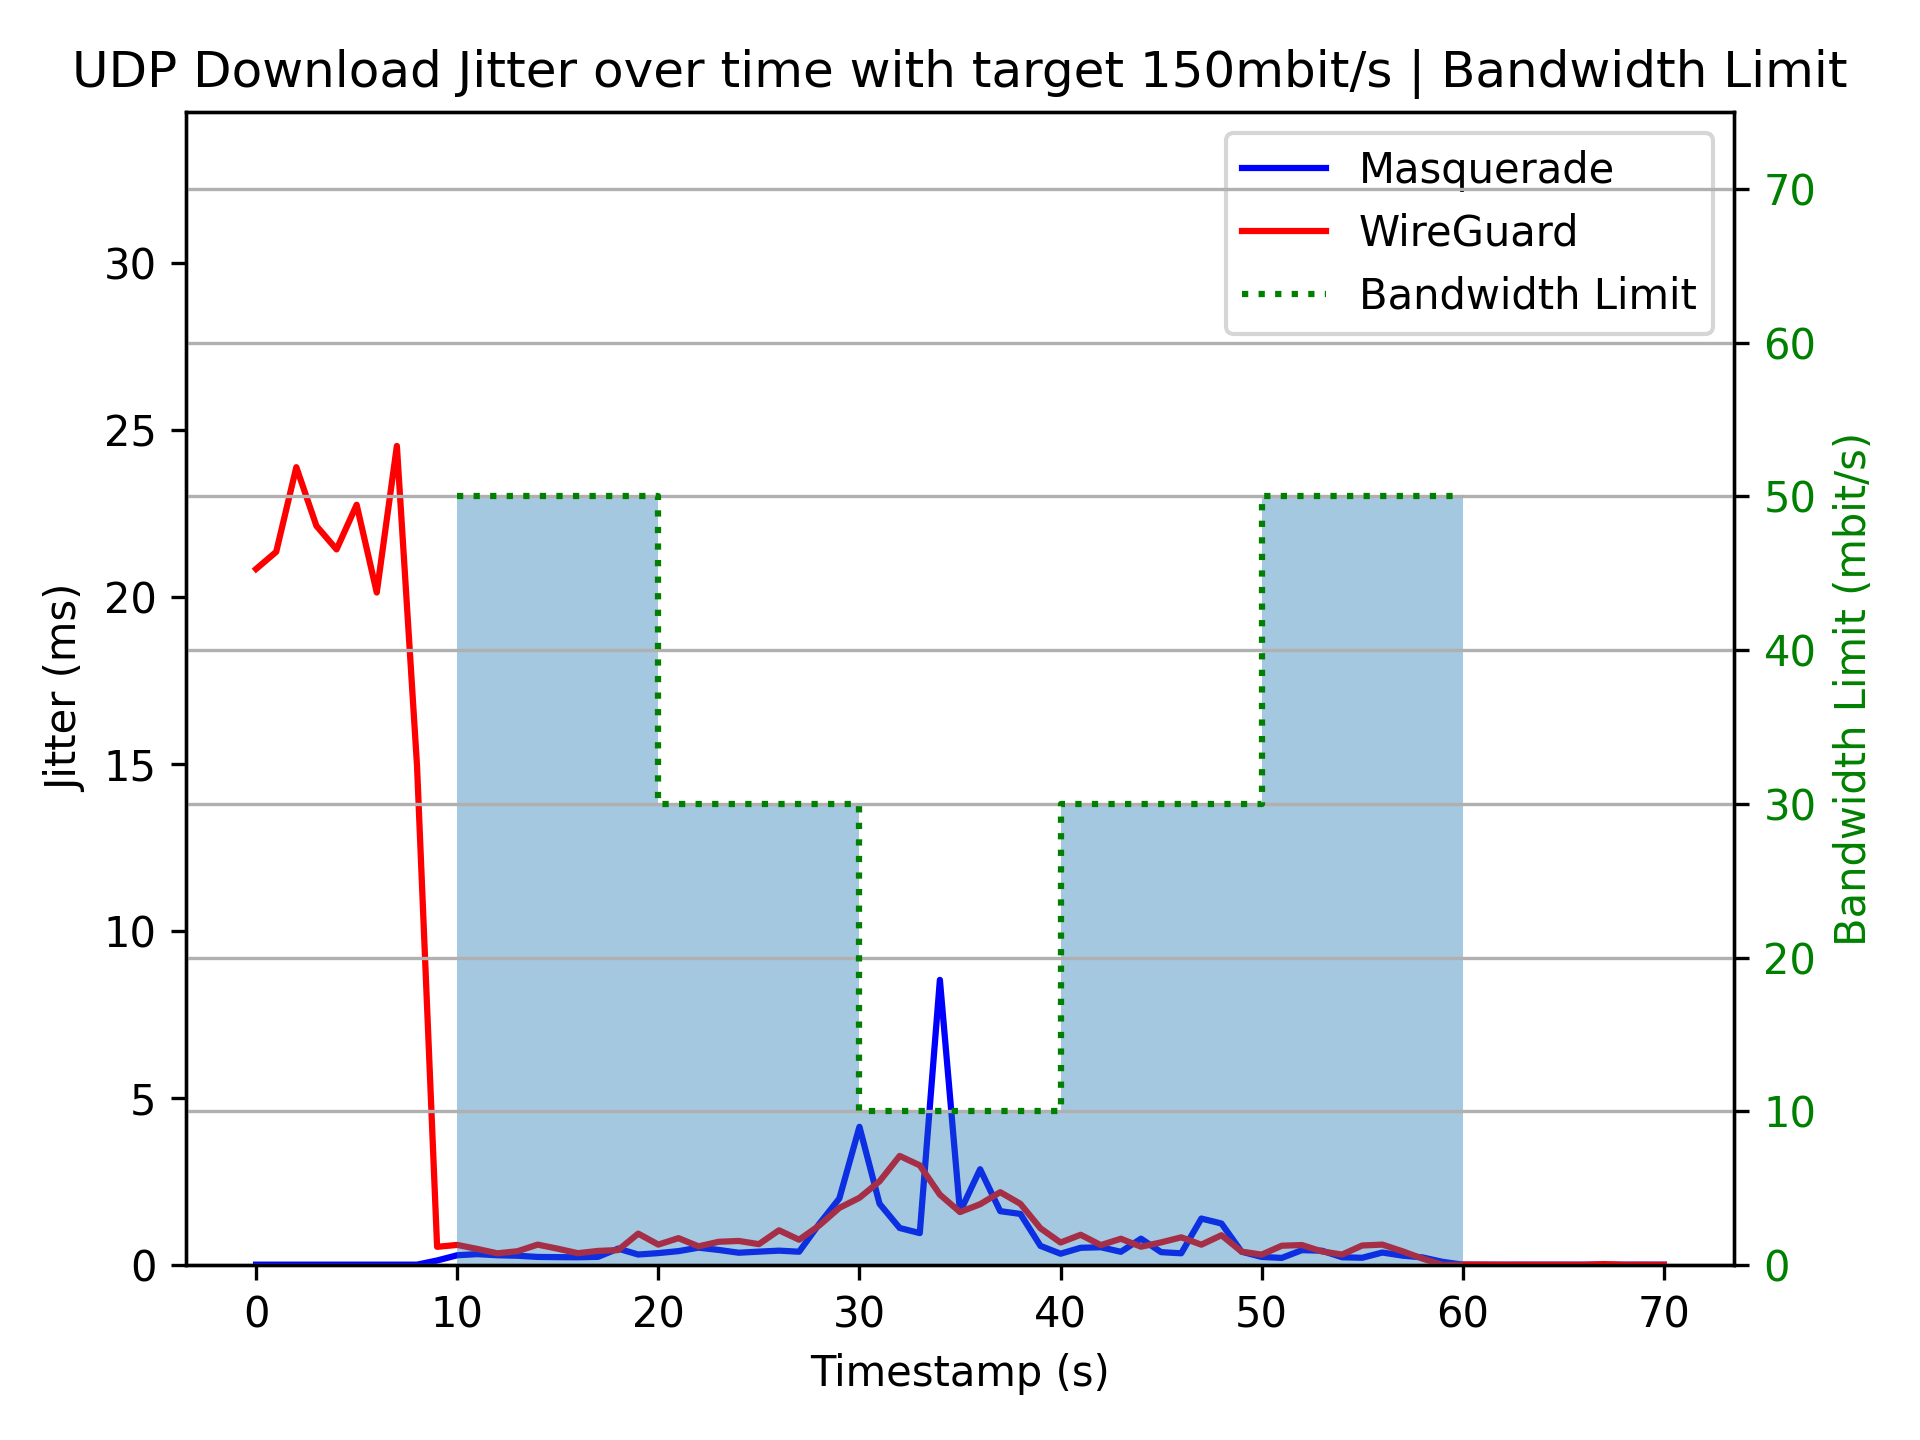 UDP Download Jitter over time with target 150mbit/s | Bandwidth Limit
Masquerade
WireGuard
Bandwidth Limit
Jitter (ms)
30
25
20
15
10
5
0
70
60
50
40
30
20
10
0
Bandwidth Limit (mbit/s)
0 10 20 30 40 50 60 70
Timestamp (s)